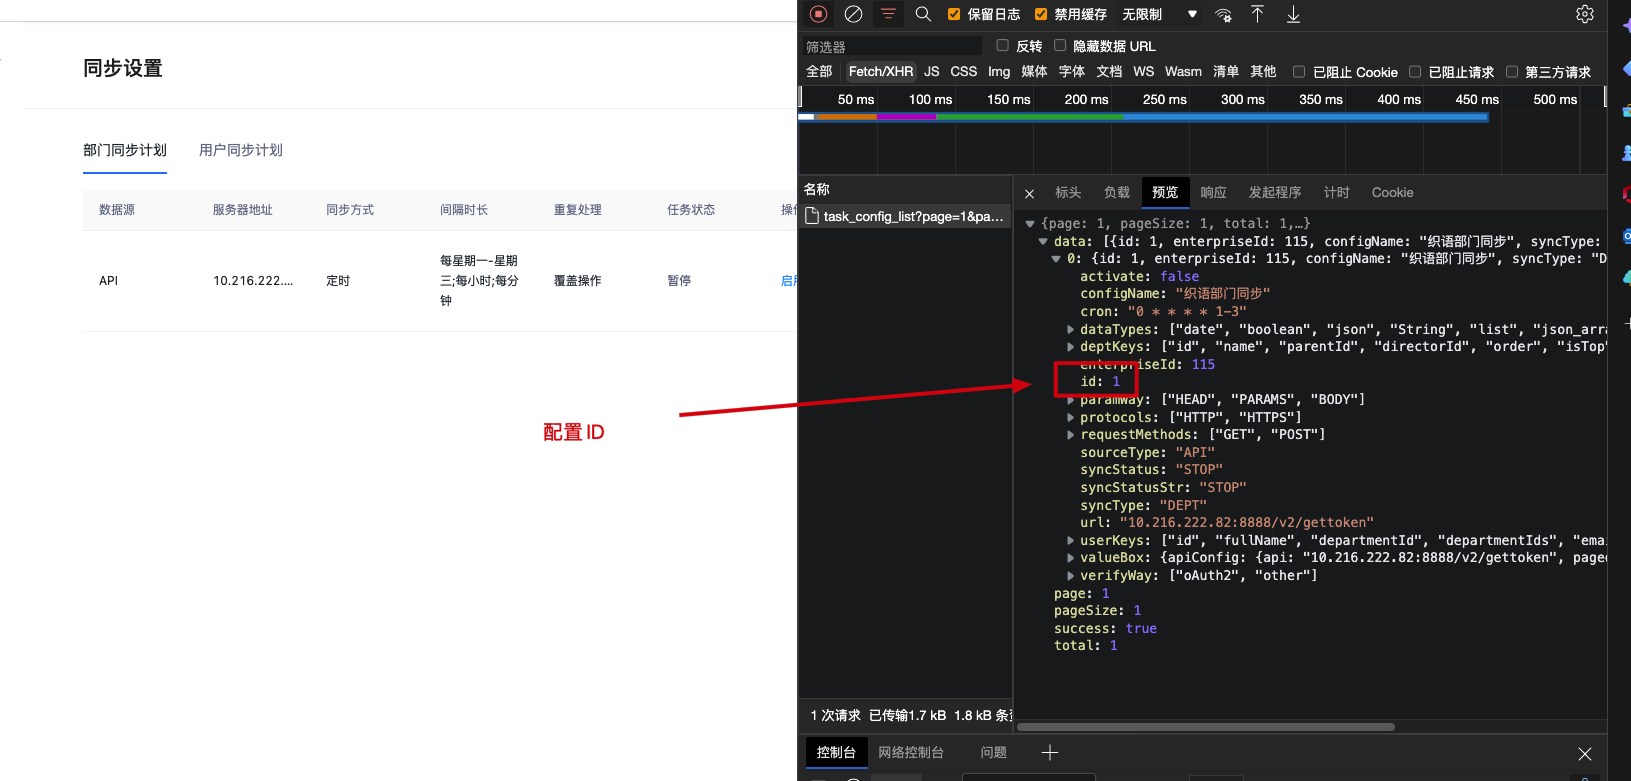 同步设置
部门同步计划 用户同步计划
数据源 服务器地址 同步方式 间隔时长 重复处理 任务状态
API 10.216.222.... 定时 每星期一-星期三;每小时;每分钟 覆盖操作 暂停
配置ID
保留日志 禁用缓存 无限制
筛选器 反转 隐藏数据 URL
全部 Fetch/XHR JS CSS Img 媒体 字体 文档 WS Wasm 清单 其他 已阻止 Cookie 已阻止请求 第三方请求
50 ms 100 ms 150 ms 200 ms 250 ms 300 ms 350 ms 400 ms 450 ms 500 ms
名称
task_config_list?page=1&pa...
标头 负载 预览 响应 发起程序 计时 Cookie
{page: 1, pageSize: 1, total: 1,…}
data: [{id: 1, enterpriseId: 115, configName: "织语部门同步", syncType:
0: {id: 1, enterpriseId: 115, configName: "织语部门同步", syncType: "D
activate: false
configName: "织语部门同步"
cron: "0 * * * * 1-3"
dataTypes: ["date", "boolean", "json", "String", "list", "json_arra
deptKeys: ["id", "name", "parentId", "directorId", "order", "isTop"
enterpriseId: 115
id: 1
paramWay: ["HEAD", "PARAMS", "BODY"]
protocols: ["HTTP", "HTTPS"]
requestMethods: ["GET", "POST"]
sourceType: "API"
syncStatus: "STOP"
syncStatusStr: "STOP"
syncType: "DEPT"
url: "10.216.222.82:8888/v2/gettoken"
userKeys: ["id", "fullName", "departmentId", "departmentIds", "emai
valueBox: {apiConfig: {api: "10.216.222.82:8888/v2/gettoken", page
verifyWay: ["oAuth2", "other"]
page: 1
pageSize: 1
success: true
total: 1
1 次请求 已传输1.7 kB 1.8 kB 条
控制台 网络控制台 问题